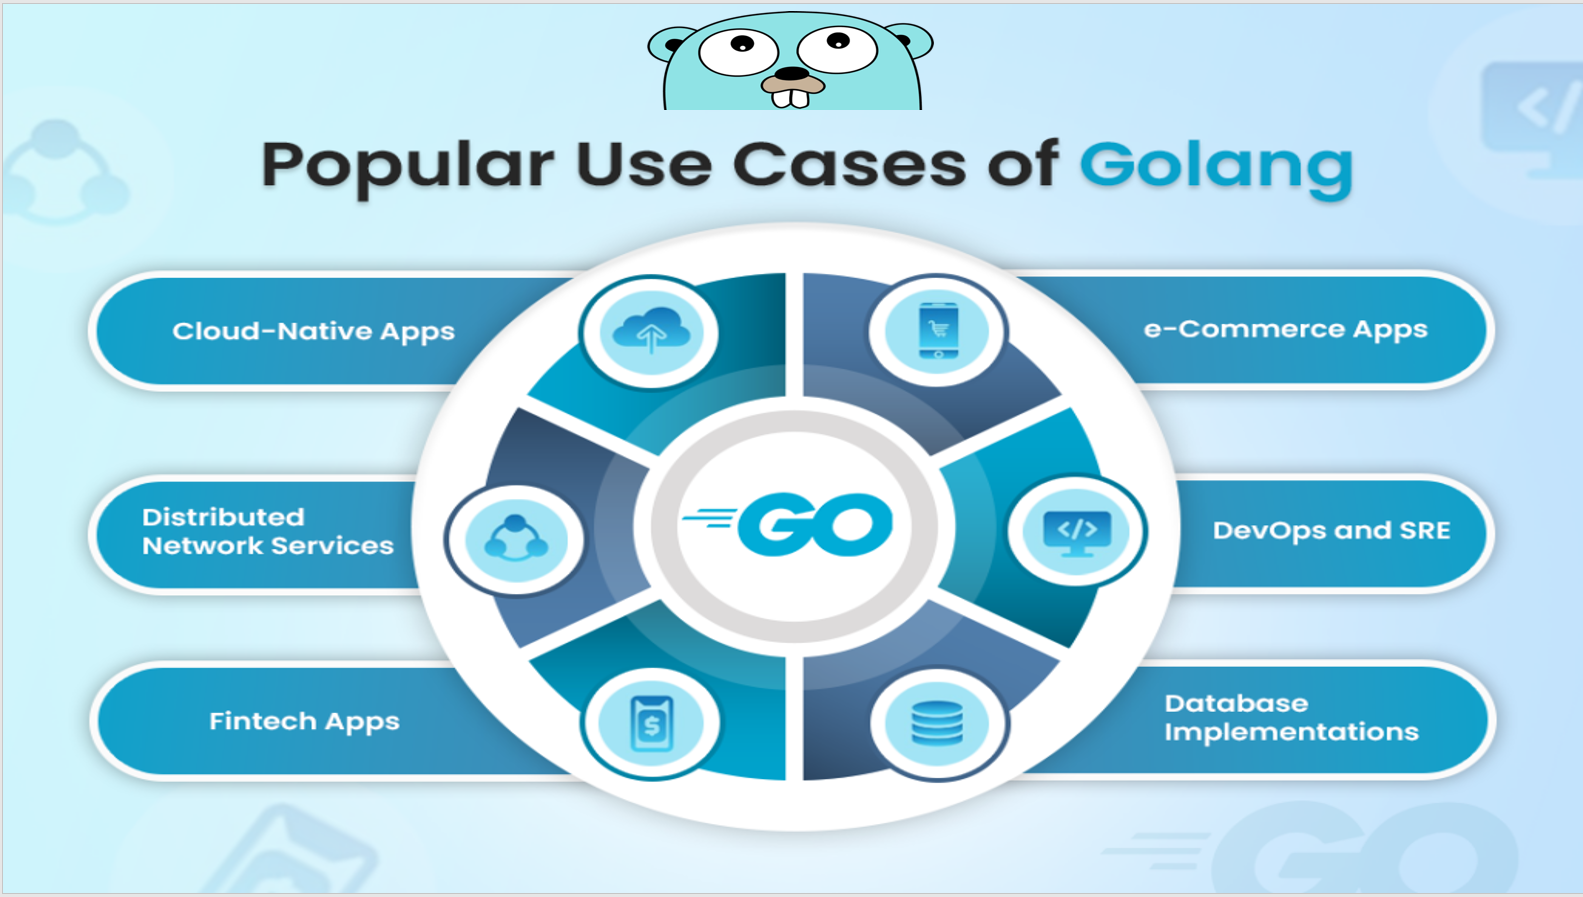 Popular Use Cases of Golang
Cloud-Native Apps
e-Commerce Apps
Distributed
Network Services
GO
DevOps and SRE
Fintech Apps
Database
Implementations
GO